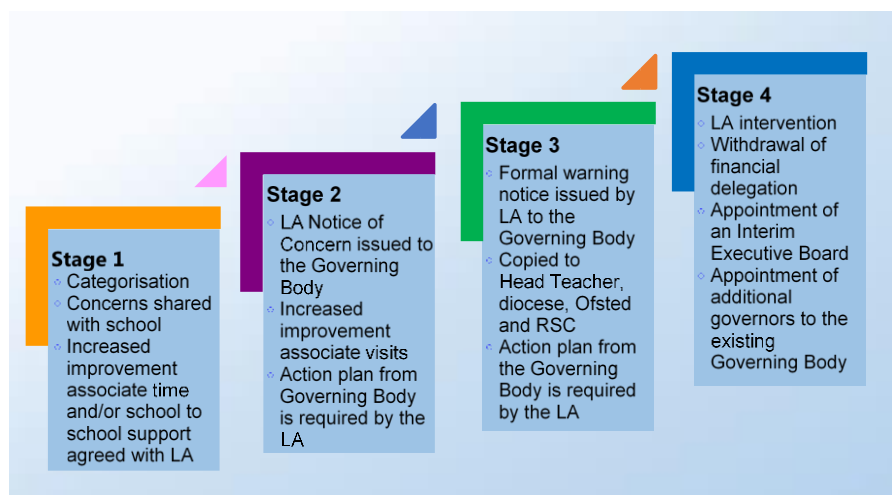 Stage 1
Categorisation
Concerns shared
with school
Increased
improvement
associate time
and/or school to
school support
agreed with LA
Stage 2
LA Notice of
Concern issued to
the Governing
Body
Increased
improvement
associate visits
Action plan from
Governing Body
is required by the
LA
Stage 3
Formal warning
notice issued by
LA to the
Governing Body
Copied to
Head Teacher,
diocese, Ofsted
and RSC
Action plan from
the Governing
Body is required
by the LA
Stage 4
LA intervention
Withdrawal of
financial
delegation
Appointment of
an Interim
Executive Board
Appointment of
additional
governors to the
existing
Governing Body